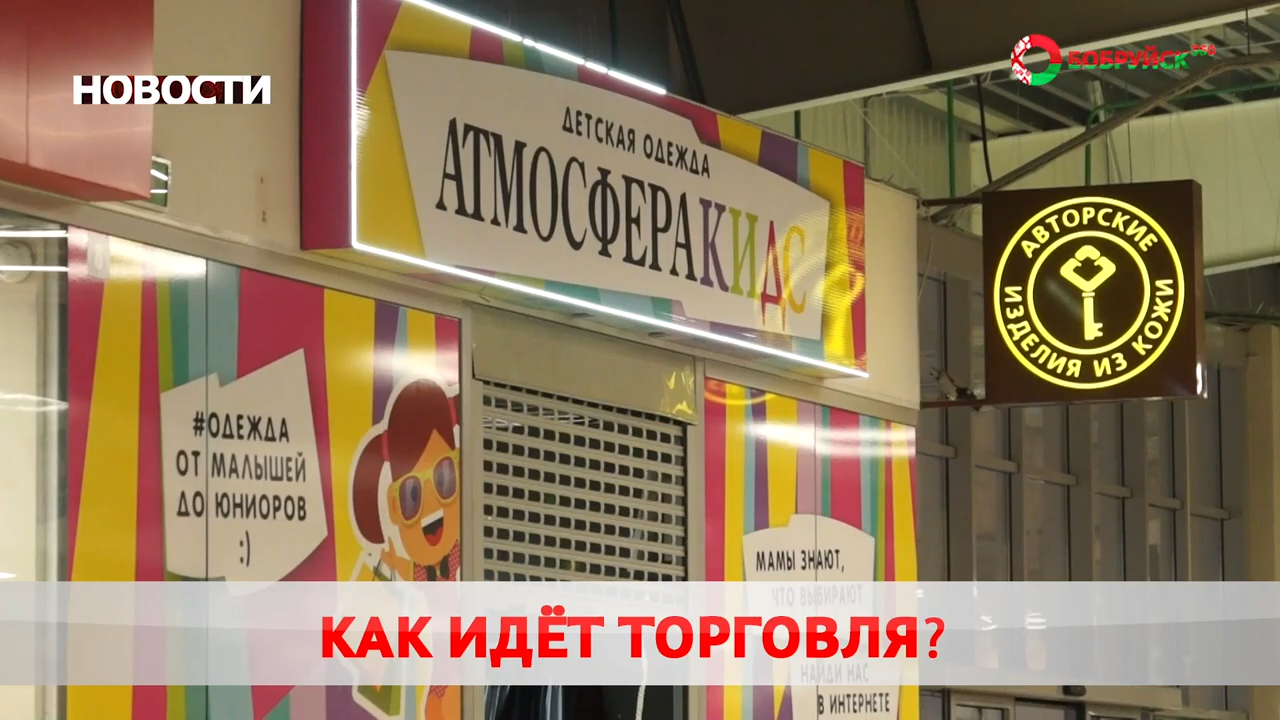 НОВОСТИ
БОБРУЙСК360
ДЕТСКАЯ ОДЕЖДА
АТМОСФЕРАКИДС
АВТОРСКИЕ
ИЗДЕЛИЯ ИЗ КОЖИ
#ОДЕЖДА
ОТ МАЛЫШЕЙ
ДО ЮНИОРОВ
:)
МАМЫ ЗНАЮТ,
ЧТО ВЫБИРАЮТ
КАК ИДЁТ ТОРГОВЛЯ?
НАЙДИ НАС
В ИНТЕРНЕТЕ